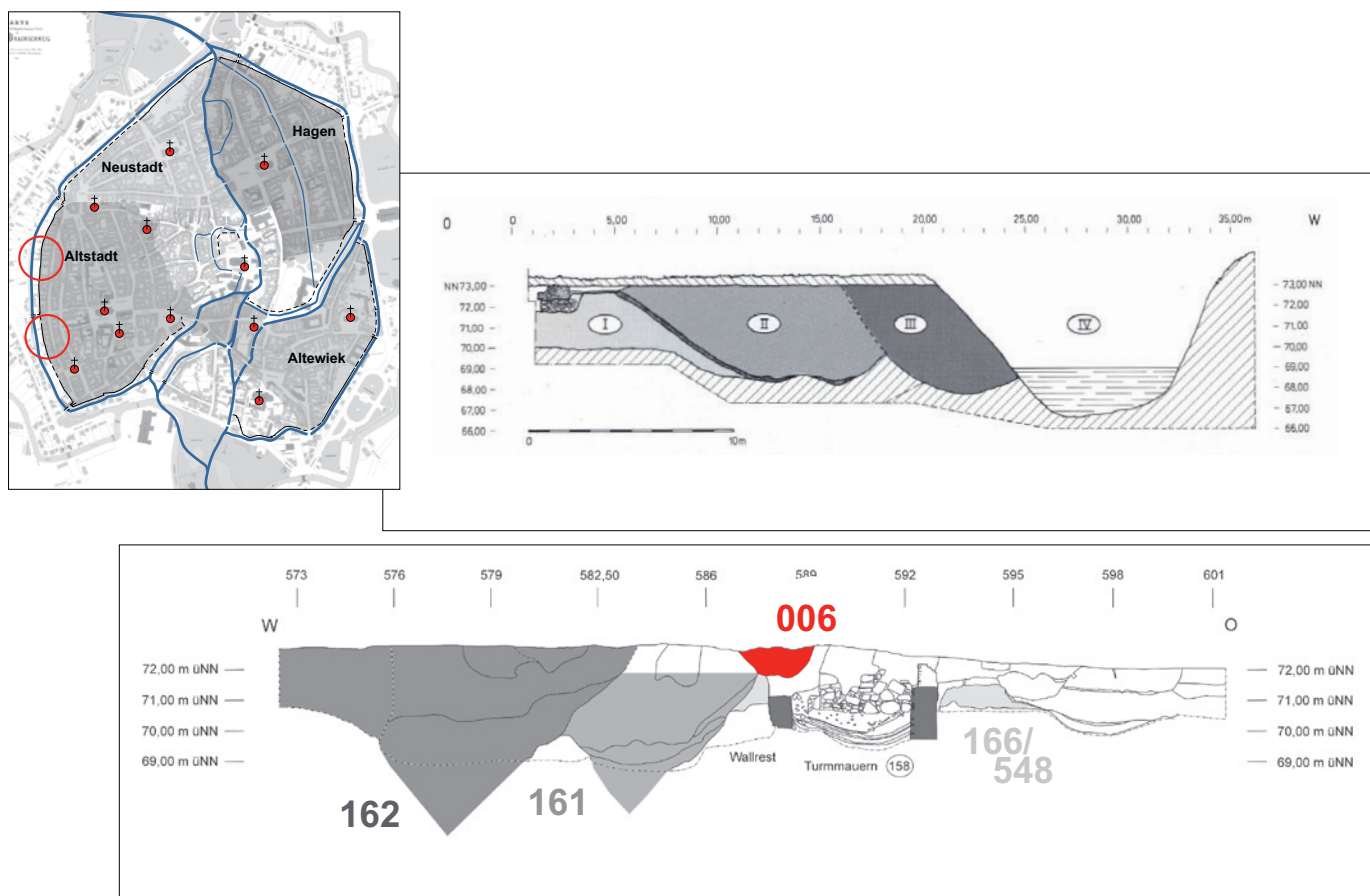 BRAUNSCHWEIG
Hagen
Neustadt
Altstadt
Altewiek
O 0 5,00 10,00 15,00 20,00 25,00 30,00 35,00m W
NN73,00 - - 73,00 NN
72,00 - - 72,00
71,00 - I II III IV - 71,00
70,00 - - 70,00
69,00 - - 69,00
68,00 - - 68,00
67,00 - - 67,00
66,00 - - 66,00
0 10m
573 576 579 582,50 586 589 592 595 598 601
W 006 O
72,00 m üNN 72,00 m üNN
71,00 m üNN 71,00 m üNN
70,00 m üNN 70,00 m üNN
69,00 m üNN 69,00 m üNN
Wallrest Turmmauern 158
166/
548
162 161